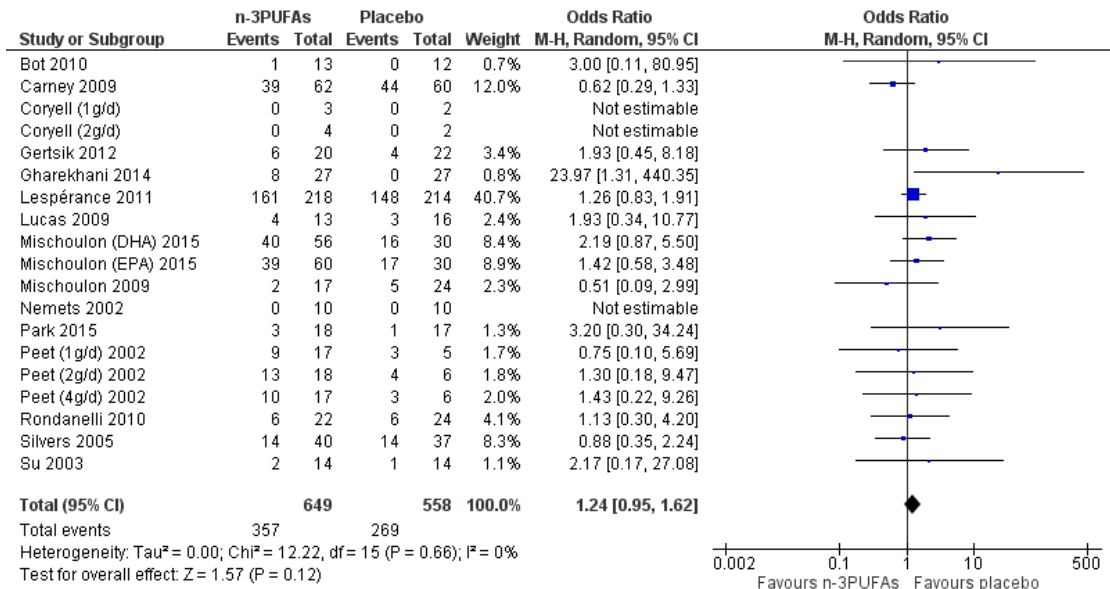 n-3PUFAs Placebo Odds Ratio Odds Ratio
Study or Subgroup Events Total Events Total Weight M-H, Random, 95% CI M-H, Random, 95% CI
Bot 2010 1 13 0 12 0.7% 3.00 [0.11, 80.95]
Carney 2009 39 62 44 60 12.0% 0.62 [0.29, 1.33]
Coryell (1g/d) 0 3 0 2 Not estimable
Coryell (2g/d) 0 4 0 2 Not estimable
Gertsik 2012 6 20 4 22 3.4% 1.93 [0.45, 8.18]
Gharekhani 2014 8 27 0 27 0.8% 23.97 [1.31, 440.35]
Lespérance 2011 161 218 148 214 40.7% 1.26 [0.83, 1.91]
Lucas 2009 4 13 3 16 2.4% 1.93 [0.34, 10.77]
Mischoulon (DHA) 2015 40 56 16 30 8.4% 2.19 [0.87, 5.50]
Mischoulon (EPA) 2015 39 60 17 30 8.9% 1.42 [0.58, 3.48]
Mischoulon 2009 2 17 5 24 2.3% 0.51 [0.09, 2.99]
Nemets 2002 0 10 0 10 Not estimable
Park 2015 3 18 1 17 1.3% 3.20 [0.30, 34.24]
Peet (1g/d) 2002 9 17 3 5 1.7% 0.75 [0.10, 5.69]
Peet (2g/d) 2002 13 18 4 6 1.8% 1.30 [0.18, 9.47]
Peet (4g/d) 2002 10 17 3 6 2.0% 1.43 [0.22, 9.26]
Rondanelli 2010 6 22 6 24 4.1% 1.13 [0.30, 4.20]
Silvers 2005 14 40 14 37 8.3% 0.88 [0.35, 2.24]
Su 2003 2 14 1 14 1.1% 2.17 [0.17, 27.08]
Total (95% CI) 649 558 100.0% 1.24 [0.95, 1.62]
Total events 357 269
Heterogeneity: Tau² = 0.00; Chi² = 12.22, df = 15 (P = 0.66); I² = 0%
Test for overall effect: Z = 1.57 (P = 0.12)
0.002 0.1 1 10 500
Favours n-3PUFAs Favours placebo